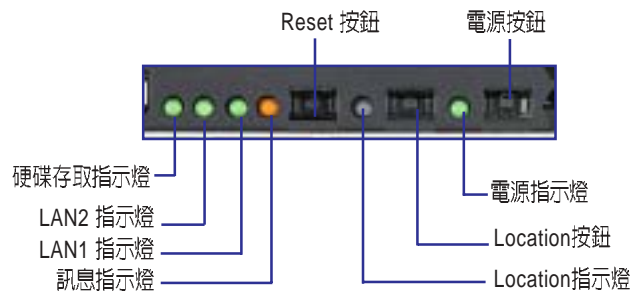 Reset 按鈕
電源按鈕
硬碟存取指示燈
電源指示燈
LAN2 指示燈
Location按鈕
LAN1 指示燈
訊息指示燈
Location指示燈